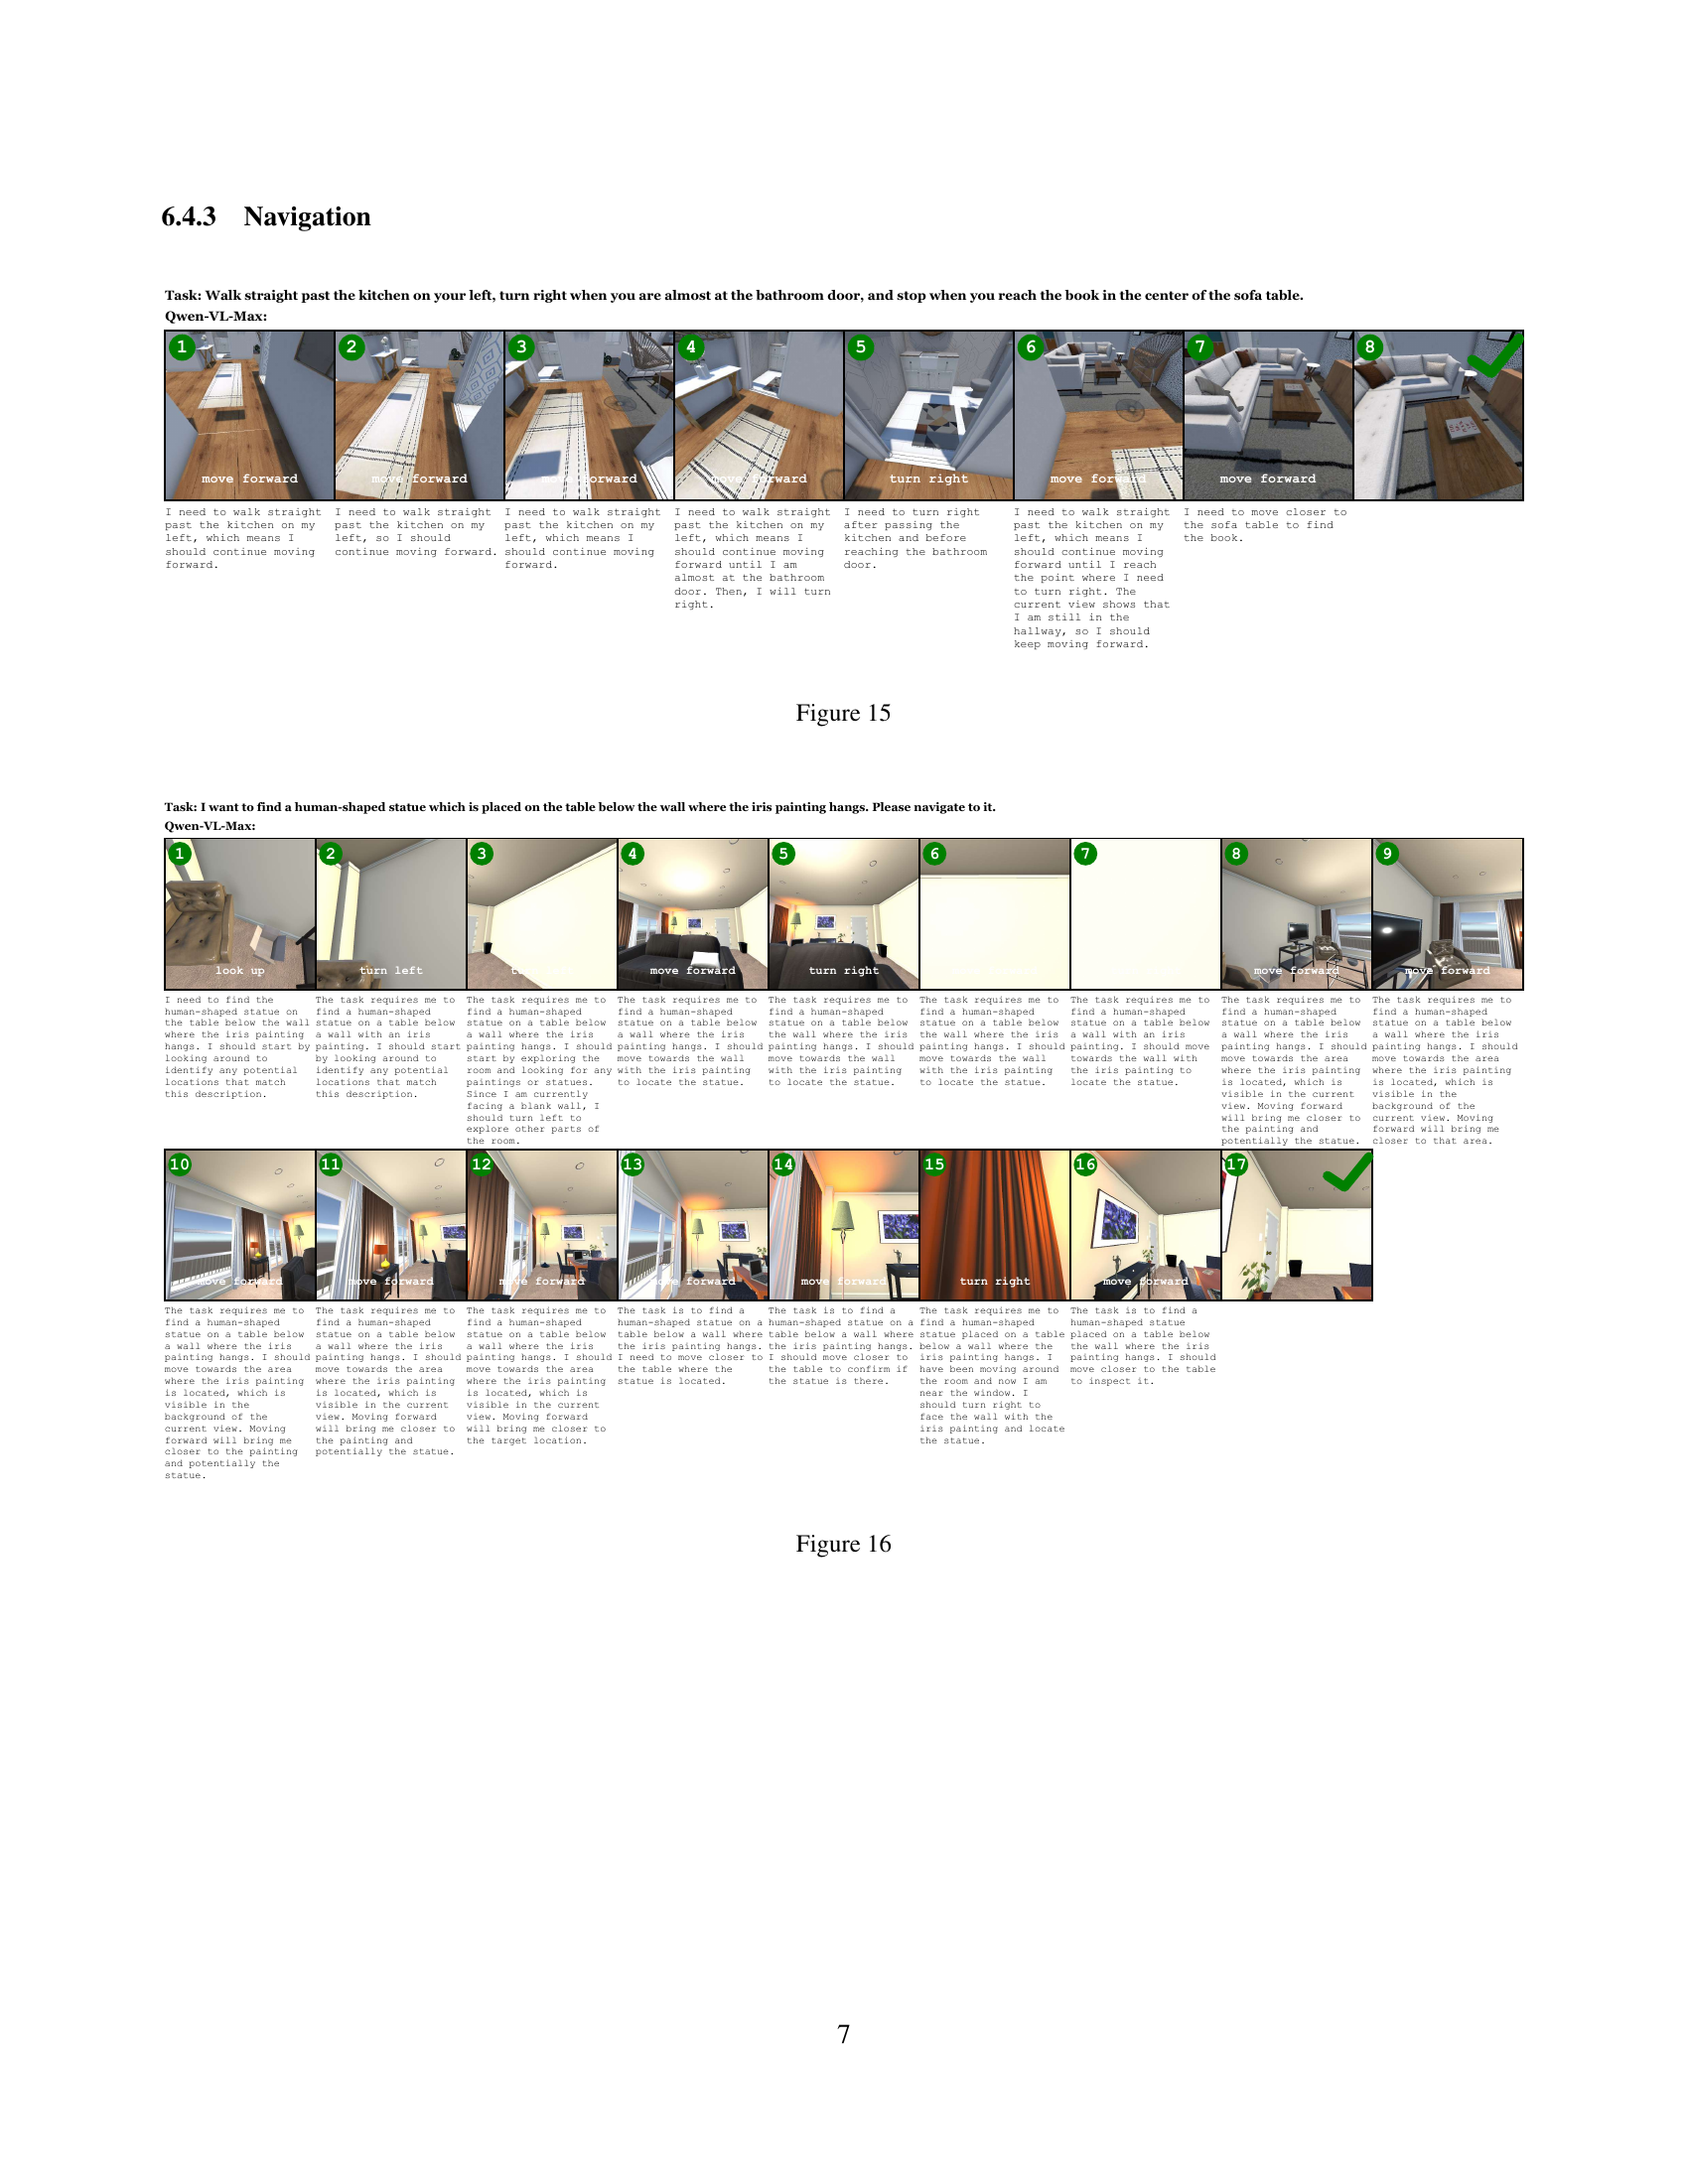 6.4.3 Navigation
Task: Walk straight past the kitchen on your left, turn right when you are almost at the bathroom door, and stop when you reach the book in the center of the sofa table.
Qwen-VL-Max:
1
2
3
4
5
6
7
8
move forward
move forward
forward
move forward
turn right
move forward
move forward
I need to walk straight
past the kitchen on my
left, which means I
should continue moving
forward.
I need to walk straight
past the kitchen on my
left, so I should
continue moving forward.
I need to walk straight
past the kitchen on my
left, which means I
should continue moving
forward.
I need to walk straight
past the kitchen on my
left, which means I
should continue moving
forward until I am
almost at the bathroom
door. Then, I will turn
right.
I need to turn right
after passing the
kitchen and before
reaching the bathroom
door.
I need to walk straight
past the kitchen on my
left, which means I
should continue moving
forward until I reach
the point where I need
to turn right. The
current view shows that
I am still in the
hallway, so I should
keep moving forward.
I need to move closer to
the sofa table to find
the book.
Figure 15
Task: I want to find a human-shaped statue which is placed on the table below the wall where the iris painting hangs. Please navigate to it.
Qwen-VL-Max:
1
2
3
4
5
6
7
8
9
look up
turn left
move forward
turn right
move forward
move forward
I need to find the
human-shaped statue on
the table below the wall
where the iris painting
hangs. I should start by
looking around to
identify any potential
locations that match
this description.
The task requires me to
find a human-shaped
statue on a table below
a wall with an iris
painting. I should start
by looking around to
identify any potential
locations that match
this description.
The task requires me to
find a human-shaped
statue on a table below
a wall where the iris
painting hangs. I should
start by exploring the
room and looking for any
paintings or statues.
Since I am currently
facing a blank wall, I
should turn left to
explore other parts of
the room.
The task requires me to
find a human-shaped
statue on a table below
a wall where the iris
painting hangs. I should
move towards the wall
with the iris painting
to locate the statue.
The task requires me to
find a human-shaped
statue on a table below
the wall where the iris
painting hangs. I should
move towards the wall
with the iris painting
to locate the statue.
The task requires me to
find a human-shaped
statue on a table below
the wall where the iris
painting hangs. I should
move towards the wall
with the iris painting
to locate the statue.
The task requires me to
find a human-shaped
statue on a table below
a wall with an iris
painting. I should move
towards the wall with
the iris painting to
locate the statue.
The task requires me to
find a human-shaped
statue on a table below
a wall where the iris
painting hangs. I should
move towards the area
where the iris painting
is located, which is
visible in the current
view. Moving forward
will bring me closer to
the painting and
potentially the statue.
The task requires me to
find a human-shaped
statue on a table below
a wall where the iris
painting hangs. I should
move towards the area
where the iris painting
is located, which is
visible in the
background of the
current view. Moving
forward will bring me
closer to that area.
10
11
12
13
14
15
16
17
move forward
move forward
move forward
move forward
move forward
turn right
move forward
The task requires me to
find a human-shaped
statue on a table below
a wall where the iris
painting hangs. I should
move towards the area
where the iris painting
is located, which is
visible in the
background of the
current view. Moving
forward will bring me
closer to the painting
and potentially the
statue.
The task requires me to
find a human-shaped
statue on a table below
a wall where the iris
painting hangs. I should
move towards the area
where the iris painting
is located, which is
visible in the current
view. Moving forward
will bring me closer to
the painting and
potentially the statue.
The task requires me to
find a human-shaped
statue on a table below
a wall where the iris
painting hangs. I should
move towards the area
where the iris painting
is located, which is
visible in the current
view. Moving forward
will bring me closer to
the target location.
The task is to find a
human-shaped statue on a
table below a wall where
the iris painting hangs.
I need to move closer to
the table where the
statue is located.
The task is to find a
human-shaped statue on a
table below a wall where
the iris painting hangs.
I should move closer to
the table to confirm if
the statue is there.
The task requires me to
find a human-shaped
statue placed on a table
below a wall where the
iris painting hangs. I
have been moving around
the room and now I am
near the window. I
should turn right to
face the wall with the
iris painting and locate
the statue.
The task is to find a
human-shaped statue
placed on a table below
the wall where the iris
painting hangs. I should
move closer to the table
to inspect it.
Figure 16
7